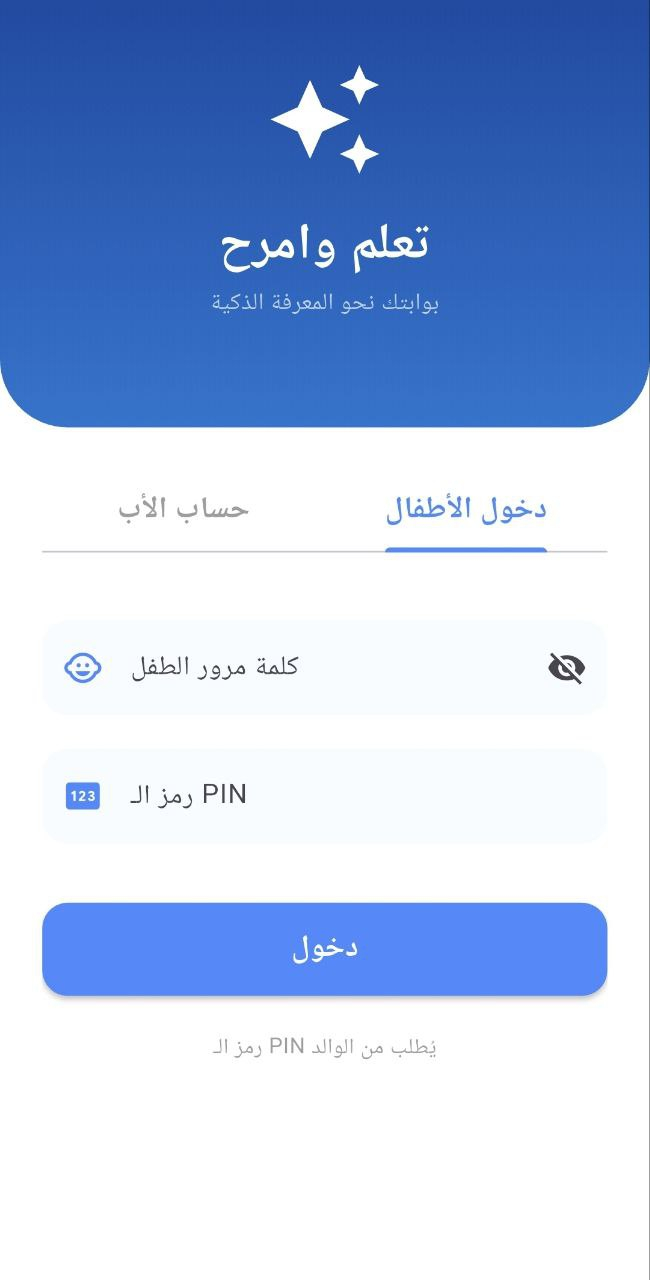 تعلم وامرح
بوابتك نحو المعرفة الذكية
دخول الأطفال
حساب الأب
كلمة مرور الطفل
رمز الـ PIN
123
دخول
رمز الـ PIN يُطلب من الوالد